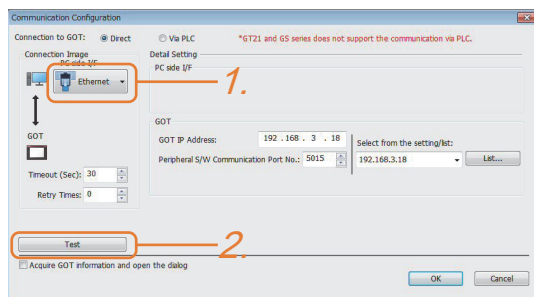 Communication Configuration
Connection to GOT: Direct Via PLC *GT21 and GS series does not support the communication via PLC.
Connection Image Detail Setting
PC side I/F PC side I/F
Ethernet 1.
GOT
GOT GOT IP Address: 192 . 168 . 3 . 18 Select from the setting/list:
Peripheral S/W Communication Port No.: 5015 192.168.3.18 List...
Timeout (Sec): 30
Retry Times: 0
Test 2.
Acquire GOT information and open the dialog
OK Cancel